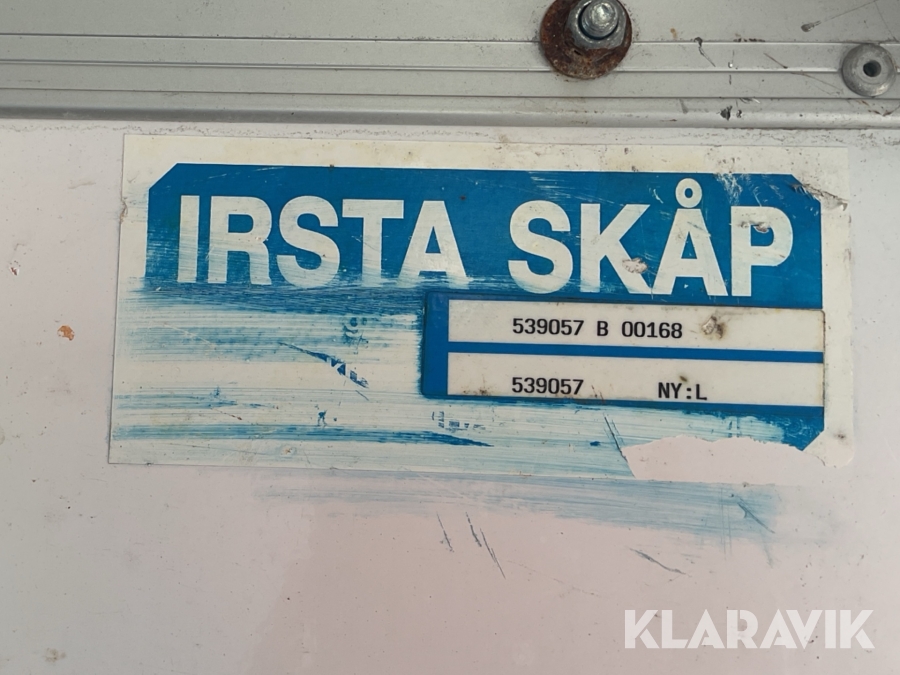 IRSTA SKÅP
539057 B 00168
539057 NY:L
KLARAVIK